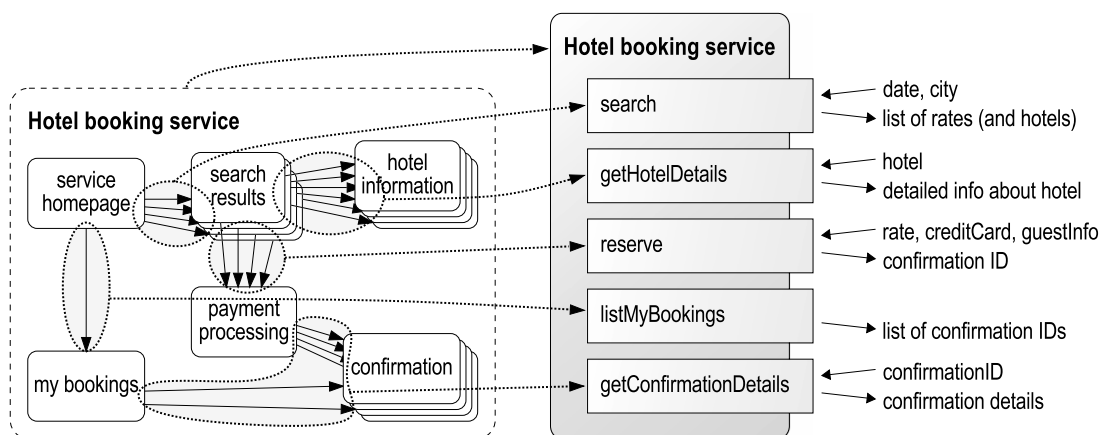 Hotel booking service
service
homepage
search
results
hotel
information
payment
processing
my bookings
confirmation
Hotel booking service
search
date, city
list of rates (and hotels)
getHotelDetails
hotel
detailed info about hotel
reserve
rate, creditCard, guestInfo
confirmation ID
listMyBookings
list of confirmation IDs
getConfirmationDetails
confirmationID
confirmation details